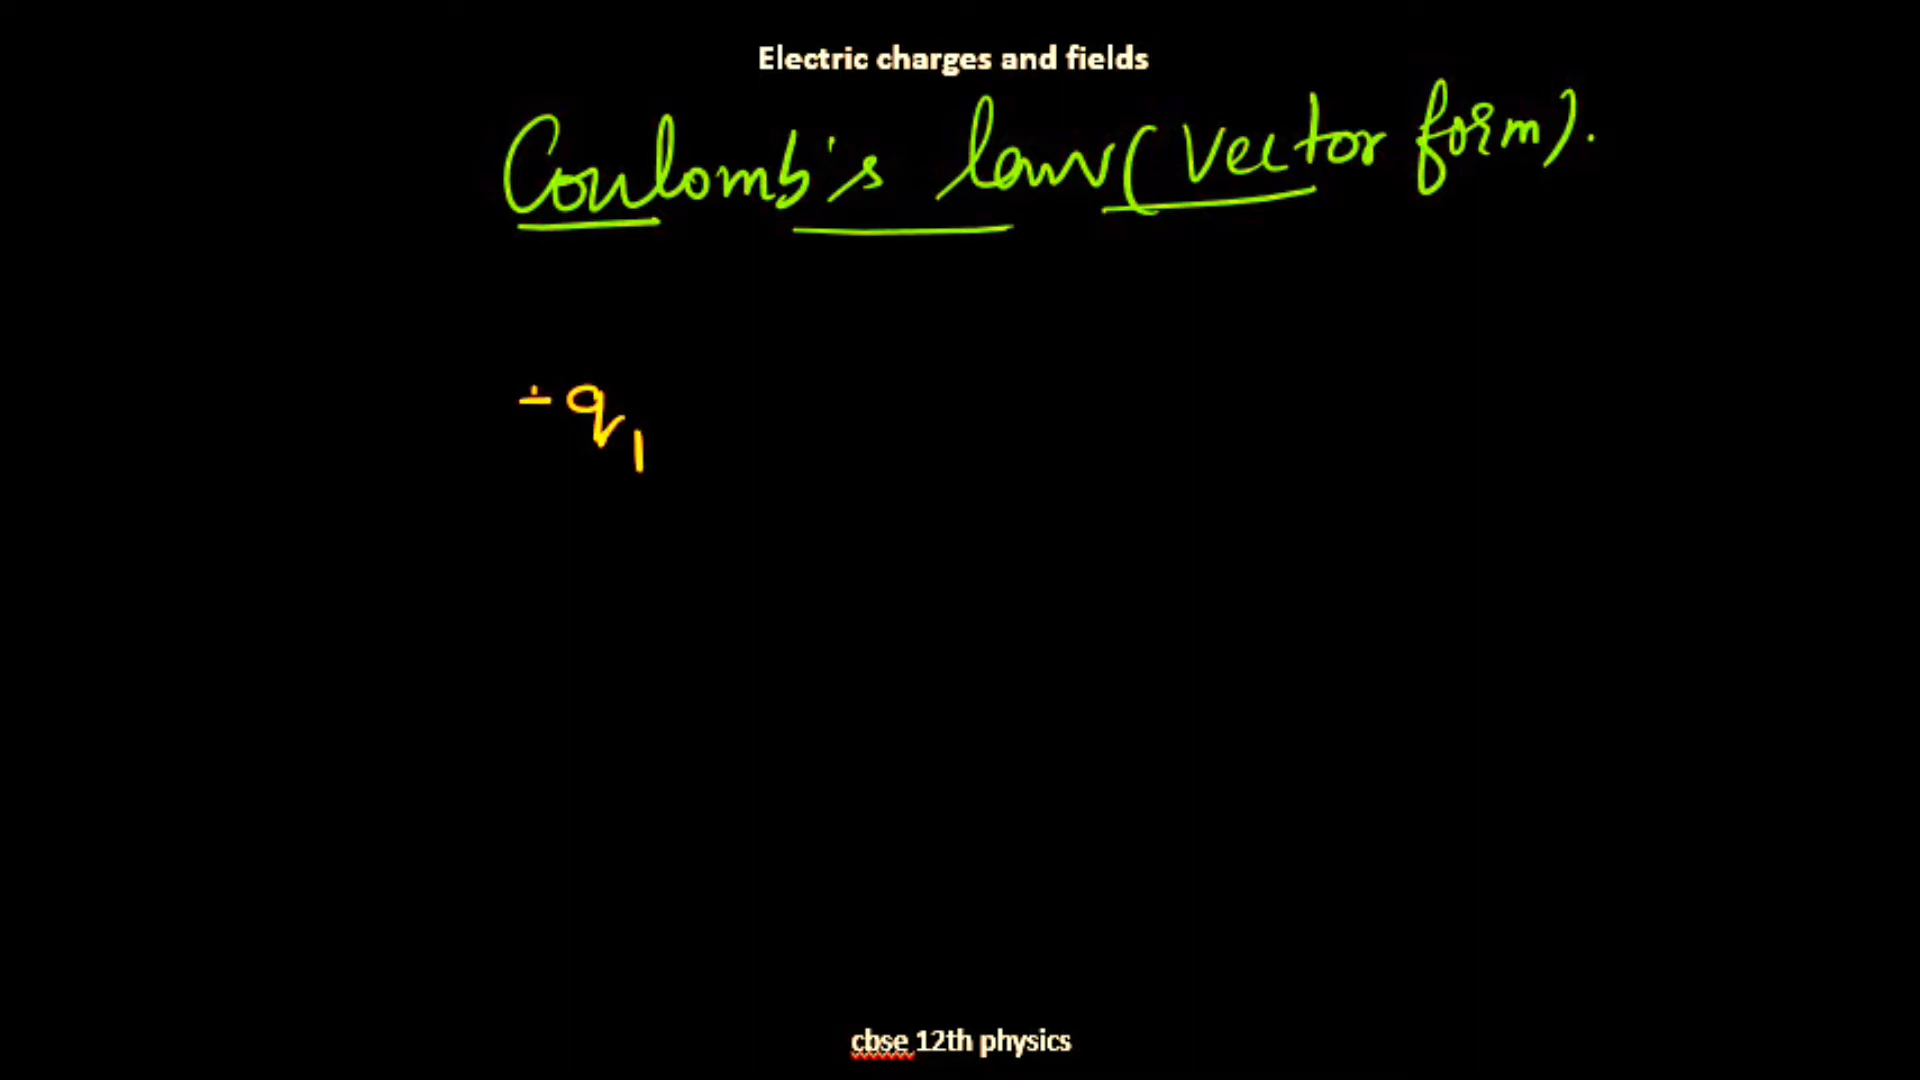 Electric charges and fields
Coulomb's law (Vector form).
+q₁
cbse 12th physics